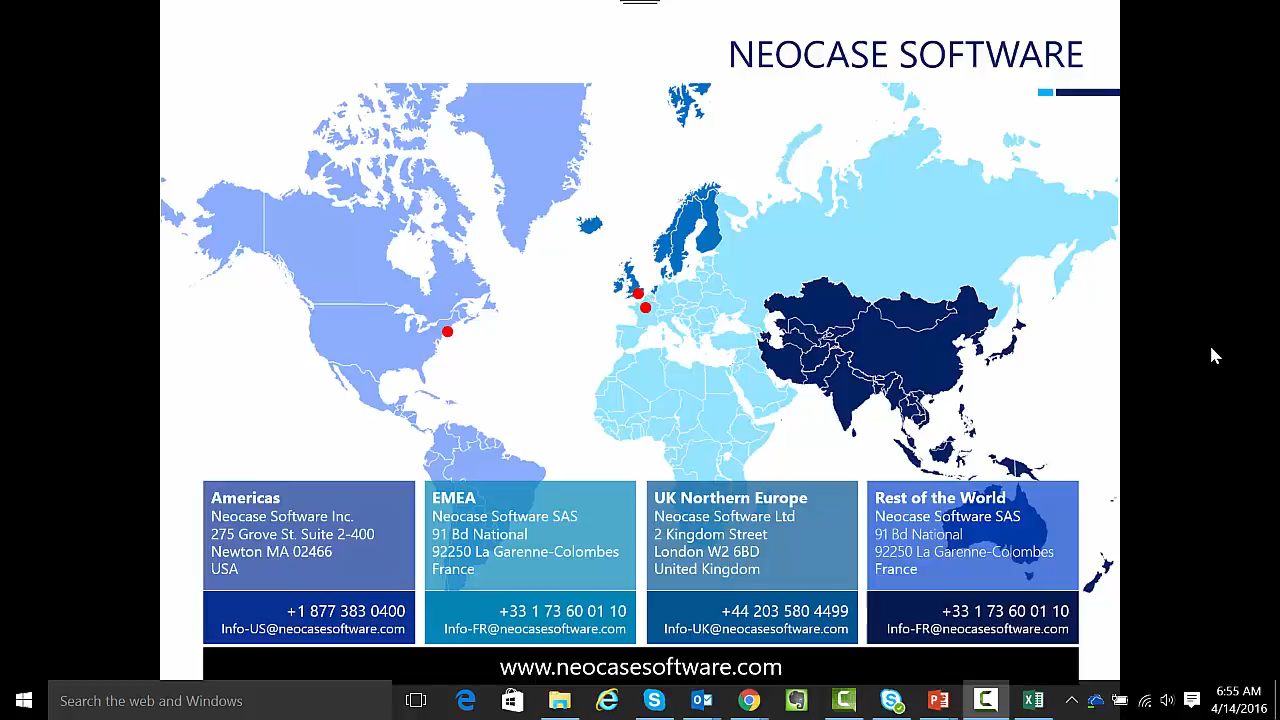 NEOCASE SOFTWARE
Americas
Neocase Software Inc.
275 Grove St. Suite 2-400
Newton MA 02466
USA
+1 877 383 0400
Info-US@neocasesoftware.com
EMEA
Neocase Software SAS
91 Bd National
92250 La Garenne-Colombes
France
+33 1 73 60 01 10
Info-FR@neocasesoftware.com
UK Northern Europe
Neocase Software Ltd
2 Kingdom Street
London W2 6BD
United Kingdom
+44 203 580 4499
Info-UK@neocasesoftware.com
Rest of the World
Neocase Software SAS
91 Bd National
92250 La Garenne-Colombes
France
+33 1 73 60 01 10
Info-FR@neocasesoftware.com
www.neocasesoftware.com
Search the web and Windows
6:55 AM
4/14/2016